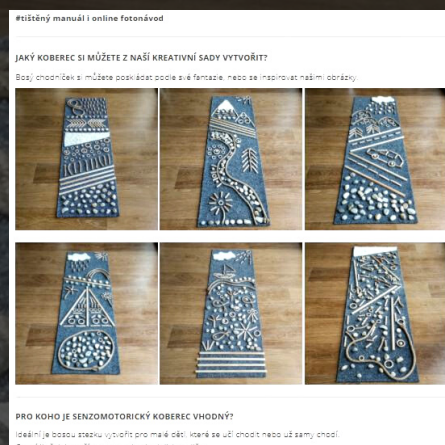 #tištěný manuál i online fotonávod
JAKÝ KOBEREC SI MŮŽETE Z NAŠÍ KREATIVNÍ SADY VYTVOŘIT?
Bosý chodníček si můžete poskládat podle své fantazie, nebo se inspirovat našimi obrázky.
PRO KOHO JE SENZOMOTORICKÝ KOBEREC VHODNÝ?
Ideální je bosou stezku vytvořit pro malé děti, které se učí chodit nebo už samy chodí.